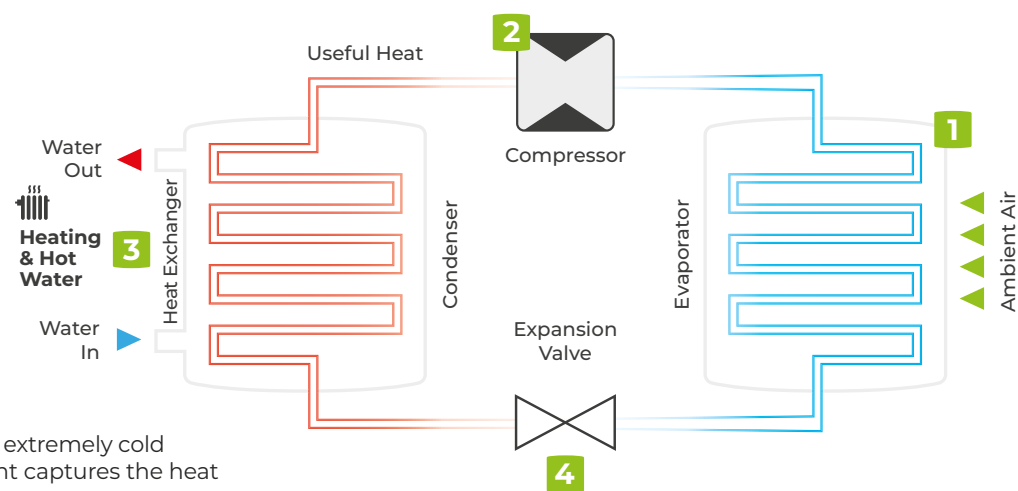 2
Useful Heat
Compressor
1
Water
Out
Heating
& Hot
Water
3
Heat Exchanger
Condenser
Evaporator
Ambient Air
Water
In
Expansion
Valve
4
extremely cold
nt captures the heat